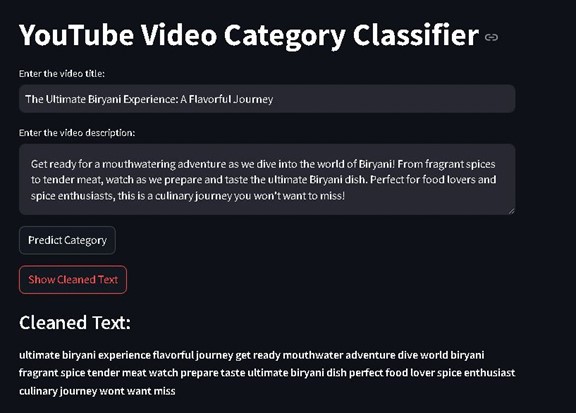 YouTube Video Category Classifier
Enter the video title:
The Ultimate Biryani Experience: A Flavorful Journey
Enter the video description:
Get ready for a mouthwatering adventure as we dive into the world of Biryani! From fragrant spices
to tender meat, watch as we prepare and taste the ultimate Biryani dish. Perfect for food lovers and
spice enthusiasts, this is a culinary journey you won't want to miss!
Predict Category
Show Cleaned Text
Cleaned Text:
ultimate biryani experience flavorful journey get ready mouthwater adventure dive world biryani
fragrant spice tender meat watch prepare taste ultimate biryani dish perfect food lover spice enthusiast
culinary journey wont want miss